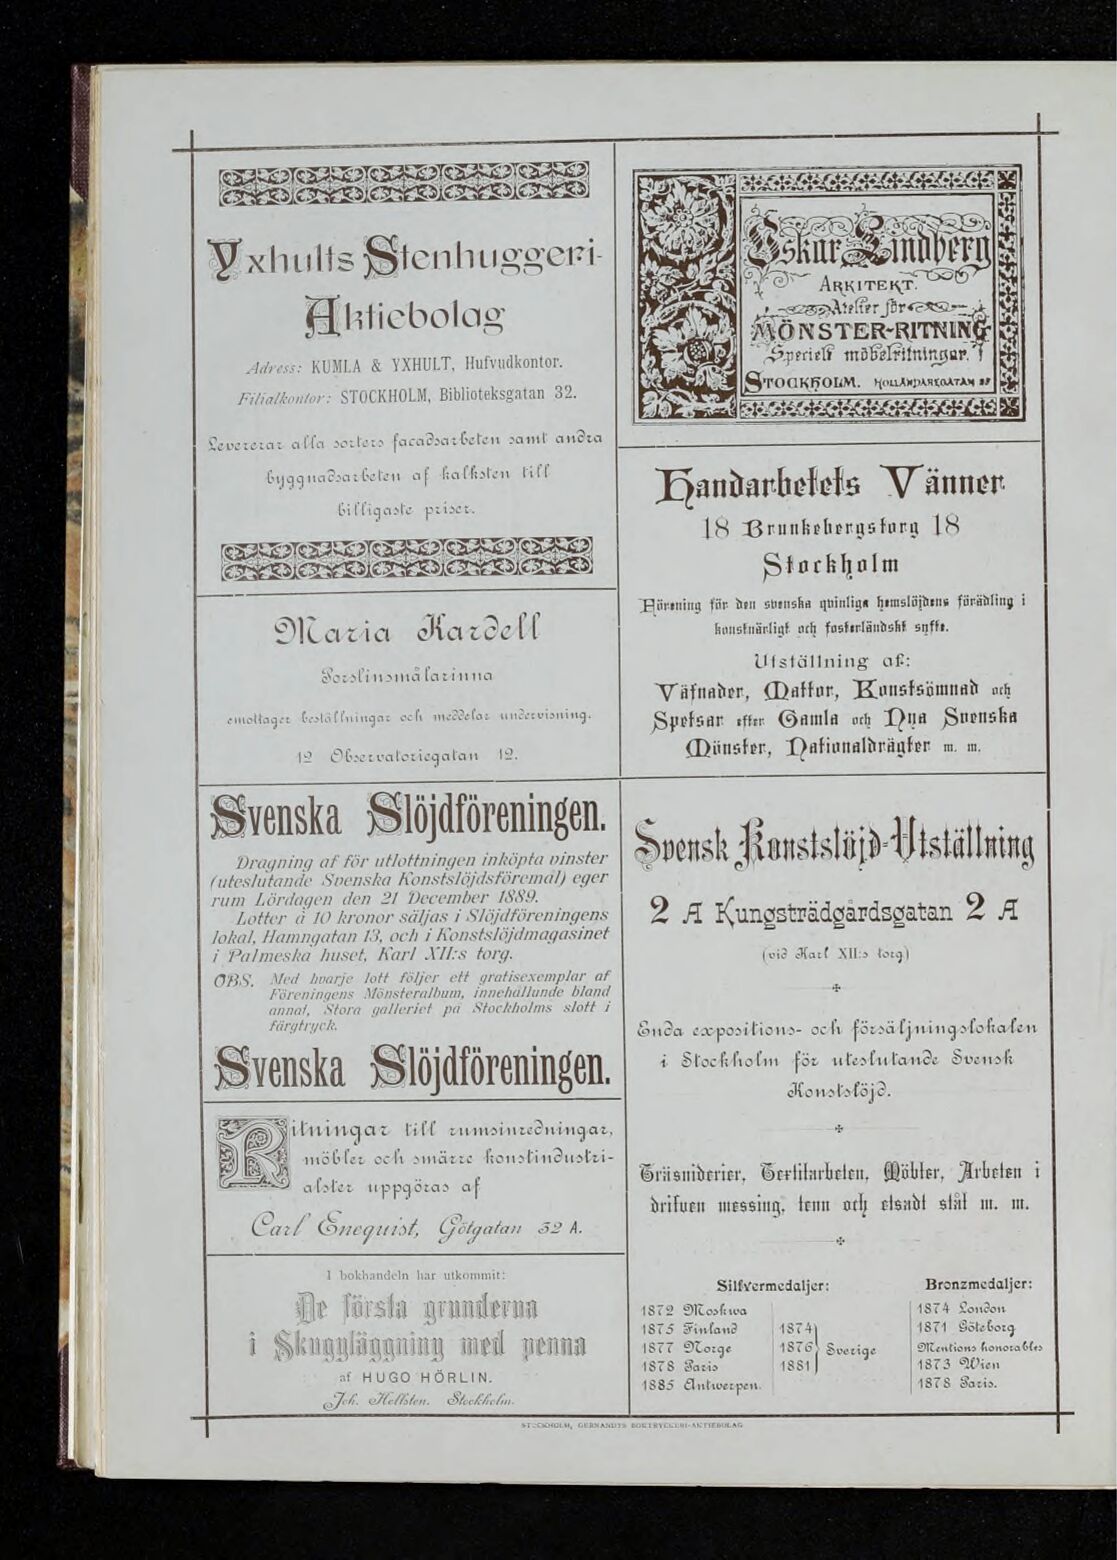 Yxhults Stenhuggeri-
Aktiebolag
Adress: KUMLA & YXHULT, Hufvudkontor.
Filialkontor: STOCKHOLM, Biblioteksgatan 32.
Levererar alla sorters facadsarbeten samt andra
byggnadsarbeten af kalksten till
billigaste priser.
Maria Kardell
Porslinsmålarinna
emottager beställningar och meddelar undervisning.
12 Observatoriegatan 12.
Svenska Slöjdföreningen.
Dragning af för utlottningen inköpta vinster
(uteslutande Svenska Konstslöjdsföremål) eger
rum Lördagen den 21 December 1889.
Lotter à 10 kronor säljas i Slöjdföreningens
lokal, Hamngatan 13, och i Konstslöjdmagasinet
i Palmeska huset, Karl XII:s torg.
OBS. Med hvarje lott följer ett gratisexemplar af
Föreningens Mönsteralbum, innehållande bland
annat, Stora galleriet på Stockholms slott i
färgtryck.
Svenska Slöjdföreningen.
Ritningar till rumsinredningar,
möbler och smärre konstindustri-
alster uppgöras af
Carl Enequist, Götgatan 32 A.
I bokhandeln har utkommit:
De första grunderna
i Skuggläggning med penna
af HUGO HÖRLIN.
Joh. Hellsten. Stockholm.
Oskar Lindberg
ARKITEKT.
Atelier för
MÖNSTER-RITNING
Specielt möbelritningar.
STOCKHOLM. HOLLÄNDAREGATAN
Handarbetets Vänner
18 Brunkebergstorg 18
Stockholm
Förening för den svenska qvinliga hemslöjdens förädling i
konstnärligt och fosterländskt syfte.
Utställning af:
Väfnader, Mattor, Konstsömnad och
Spetsar efter Gamla och Nya Svenska
Mönster, Nationaldrägter m. m.
Svensk Konstslöjd-Utställning
2 A Kungsträdgårdsgatan 2 A
(vid Karl XII:s torg)
Enda expositions- och försäljningslokalen
i Stockholm för uteslutande Svensk
Konstslöjd.
Träsniderier, Textilarbeten, Möbler, Arbeten i
drifven messing, tenn och etsadt stål m. m.
Silfvermedaljer:
1872 Moskwa
1875 Finland
1877 Norge
1878 Paris
1885 Antwerpen.
1874
1876 Sverige
1881
Bronzmedaljer:
1874 London
1871 Göteborg
Mentions honorables
1873 Wien
1878 Paris.
STOCKHOLM, GERNANDTS BOKTRYCKERI-AKTIEBOLAG